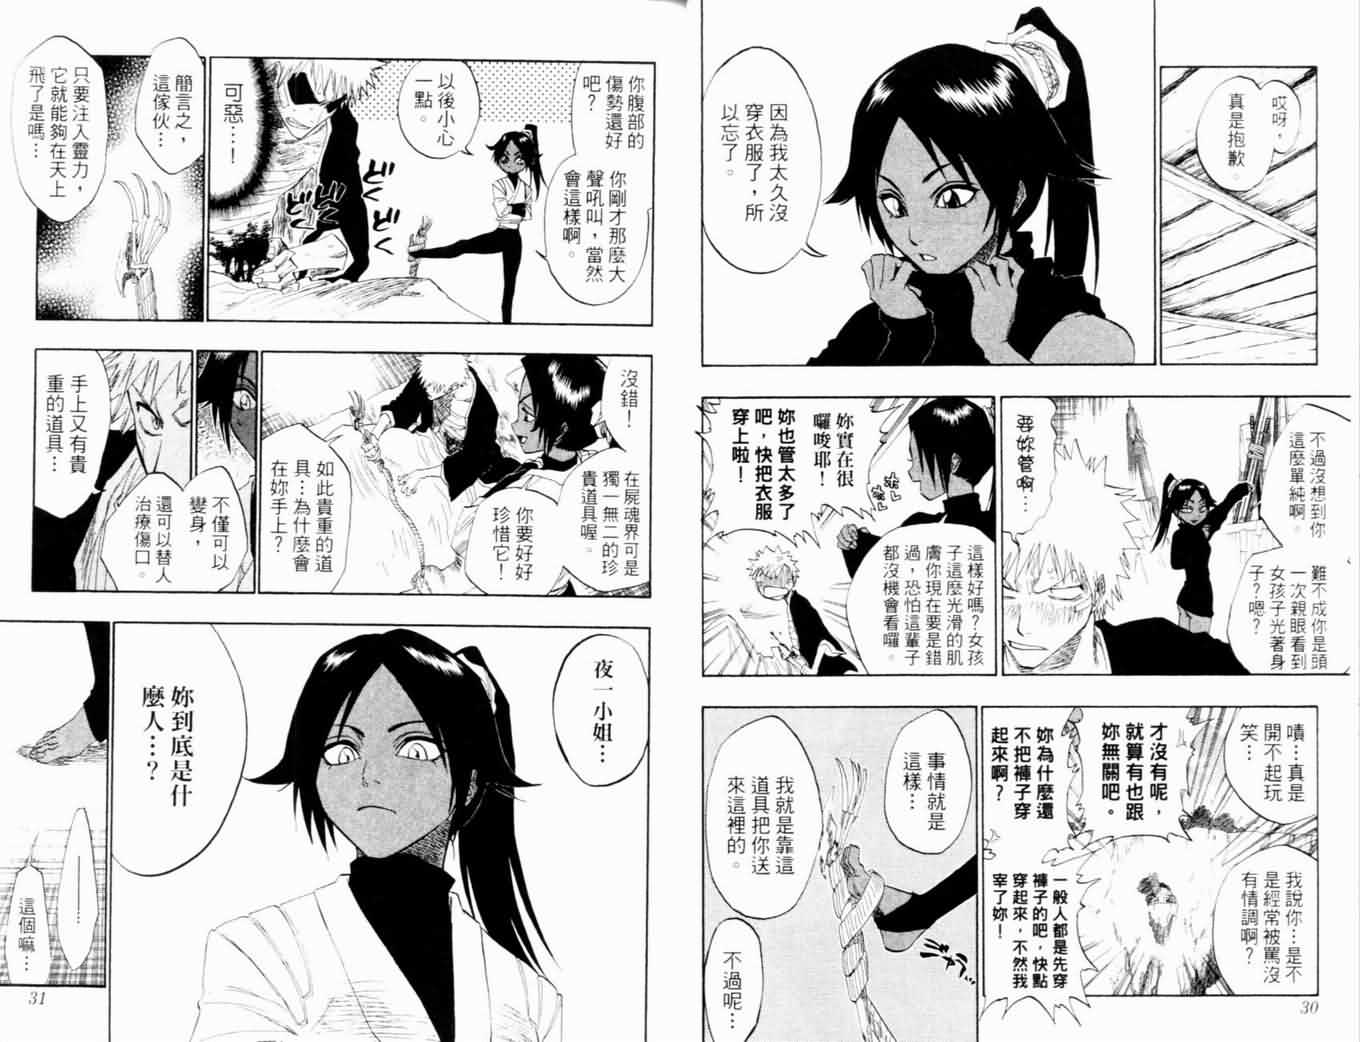 哎呀，
真是抱歉。
因為我太久沒
穿衣服了，所
以忘了。
不過沒想到你
這麼單純啊。
難不成你是頭
一次親眼看到
女孩子光著身
子？嗯？
要妳管啊…
這樣好嗎？女孩
子這麼光滑的肌
膚你現在要是錯
過，恐怕這輩子
都沒機會看囉。
妳實在很
囉唆耶！
妳也管太多了
吧，快把衣服
穿上啦！
嘖…真是
開不起玩
笑…
我說你…是不
是經常被罵沒
有情調啊？
才沒有呢，
就算有也跟
妳無關吧。
妳為什麼還
不把褲子穿
起來啊？
一般人都是先穿
褲子的吧，快點
穿起來，不然我
宰了妳！
事情就是
這樣…
我就是靠這
道具把你送
來這裡的。
不過呢…
30
你腹部的
傷勢還好
吧？
你剛才那麼大
聲吼叫，當然
會這樣啊。
以後小心
一點。
可惡…！
どくどくどく
簡言之，
這傢伙…
只要注入靈力，
它就能夠在天上
飛了是嗎…
沒錯！
在屍魂界可是
獨一無二的珍
貴道具喔。
你要好好
珍惜它！
如此貴重的道
具…為什麼會
在妳手上？
不僅可以
變身，
還可以替人
治療傷口。
手上又有貴
重的道具…
夜一小姐…
妳到底是什
麼人…？
………
這個嘛…
31